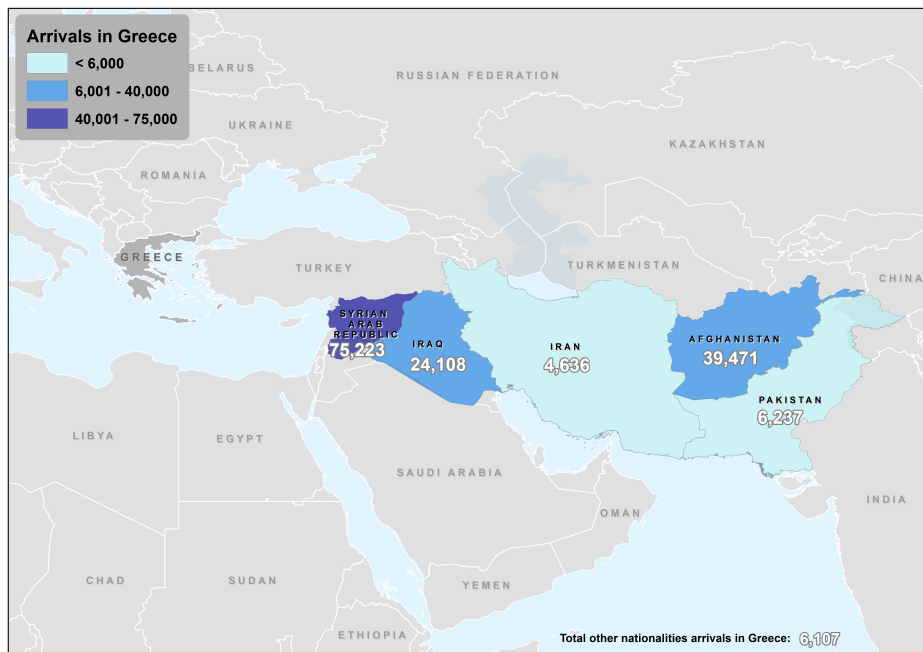 Arrivals in Greece
< 6,000
6,001 - 40,000
40,001 - 75,000
BELARUS
RUSSIAN FEDERATION
UKRAINE
KAZAKHSTAN
ROMANIA
GREECE
TURKEY
TURKMENISTAN
CHINA
SYRIAN
ARAB
REPUBLIC
75,223
IRAQ
24,108
IRAN
4,636
AFGHANISTAN
39,471
PAKISTAN
6,237
LIBYA
EGYPT
SAUDI ARABIA
INDIA
OMAN
CHAD
SUDAN
YEMEN
ETHIOPIA
Total other nationalities arrivals in Greece: 6,107